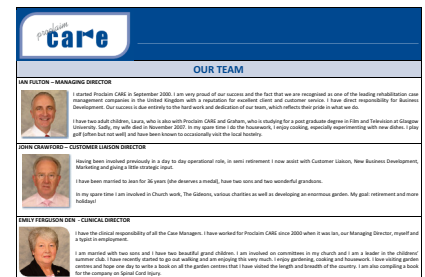 proclaim
care
OUR TEAM
IAN FULTON – MANAGING DIRECTOR
I started Proclaim CARE in September 2000. I am very proud of our success and the fact that we are recognised as one of the leading rehabilitation case
management companies in the United Kingdom with a reputation for excellent client and customer service. I have direct responsibility for Business
Development. Our success is due entirely to the hard work and dedication of our team, which reflects their pride in what we do.
I have two adult children, Laura, who is also with Proclaim CARE and Graham, who is studying for a post graduate degree in Film and Television at Glasgow
University. Sadly, my wife died in November 2007. In my spare time I do the housework, I enjoy cooking, especially experimenting with new dishes. I play
golf (often but not well) and have been known to occasionally visit the local hostelry.
JOHN CRAWFORD – CUSTOMER LIAISON DIRECTOR
Having been involved previously in a day to day operational role, in semi retirement I now assist with Customer Liaison, New Business Development,
Marketing and giving a little strategic input.
I have been married to Jean for 36 years (she deserves a medal), have two sons and two wonderful grandsons.
In my spare time I am involved in Church work, The Gideons, various charities as well as developing an enormous garden. My goal: retirement and more
holidays!
EMILY FERGUSON DEN - CLINICAL DIRECTOR
I have the clinical responsibility of all the Case Managers. I have worked for Proclaim CARE since 2000 when it was Ian, our Managing Director, myself and
a typist in employment.
I am married with two sons and I have two beautiful grand children. I am involved on committees in my church and I am a leader in the childrens'
summer club. I have recently started to go out walking and am enjoying this very much. I enjoy gardening, cooking and housework. I love visiting garden
centres and hope one day to write a book on all the garden centres that I have visited the length and breadth of the country. I am also compiling a book
for the company on Spinal Cord Injury.